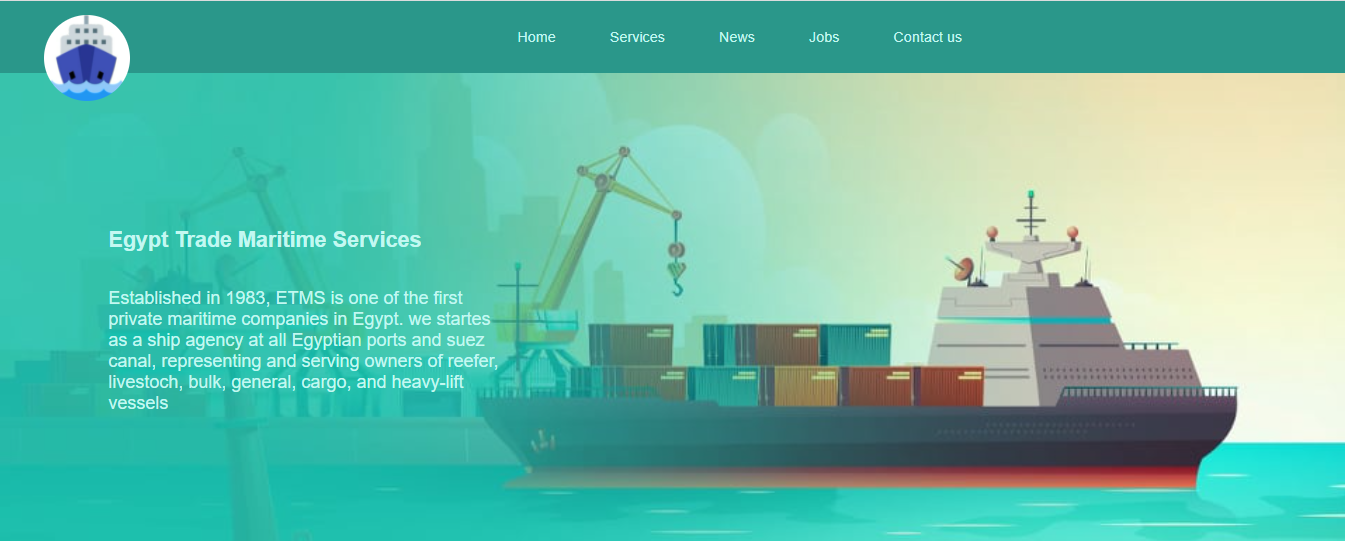 Home Services News Jobs Contact us
Egypt Trade Maritime Services
Established in 1983, ETMS is one of the first
private maritime companies in Egypt. we startes
as a ship agency at all Egyptian ports and suez
canal, representing and serving owners of reefer,
livestoch, bulk, general, cargo, and heavy-lift
vessels